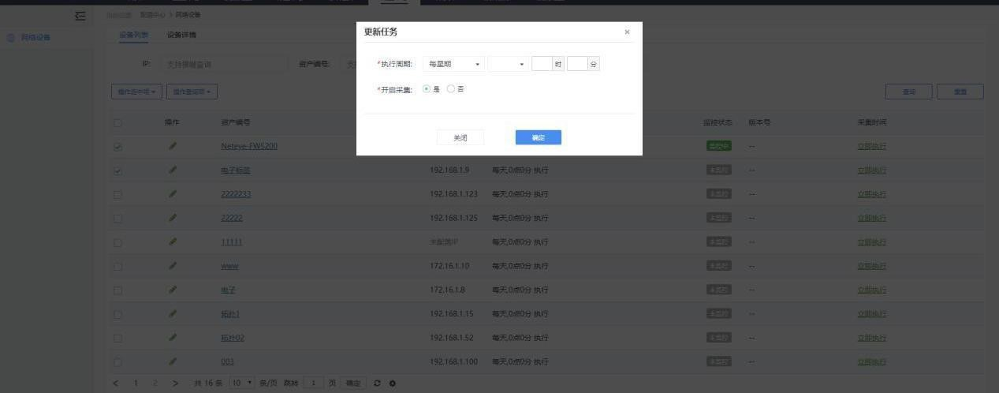 配置中心 > 网络设备
网络设备
设备列表 设备详情
更新任务 ×
*执行周期: 每星期 时 分
*开启采集: 是 否
关闭 确定
IP: 支持模糊查询 资产编号:
操作选中项 操作查询项 查询 重置
操作 资产编号 监控状态 版本号 采集时间
Neteye-FW5200 监控中 -- 立即执行
电子标签 192.168.1.9 每天,0点0分 执行 未监控 -- 立即执行
2222233 192.168.1.123 每天,0点0分 执行 未监控 -- 立即执行
22222 192.168.1.125 每天,0点0分 执行 未监控 -- 立即执行
11111 未配置IP 每天,0点0分 执行 未监控 -- 立即执行
www 172.16.1.10 每天,0点0分 执行 未监控 -- 立即执行
电子 172.16.1.8 每天,0点0分 执行 未监控 -- 立即执行
拓扑1 192.168.1.15 每天,0点0分 执行 未监控 -- 立即执行
拓扑02 192.168.1.52 每天,0点0分 执行 未监控 -- 立即执行
003 192.168.1.100 每天,0点0分 执行 未监控 -- 立即执行
< 1 2 > 共 16 条 10 条/页 跳转 1 页 确定